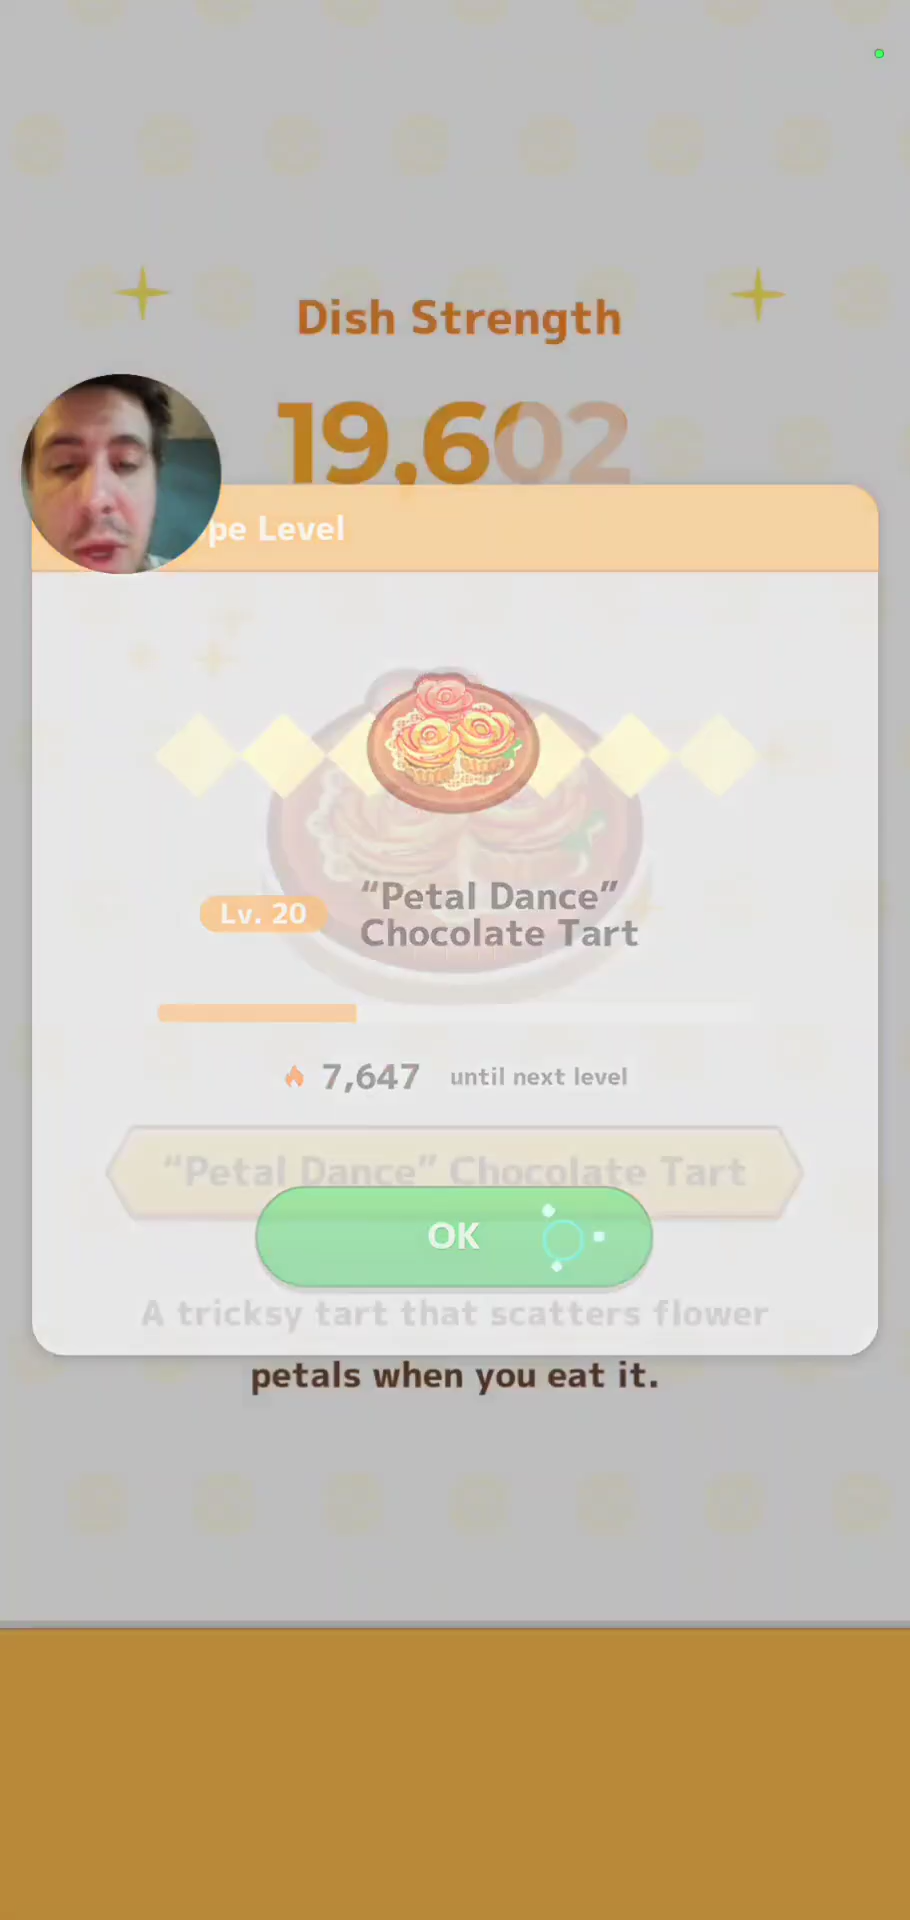 Dish Strength
19,602
pe Level
Lv. 20
“Petal Dance”
Chocolate Tart
7,647 until next level
“Petal Dance” Chocolate Tart
OK
A tricksy tart that scatters flower
petals when you eat it.